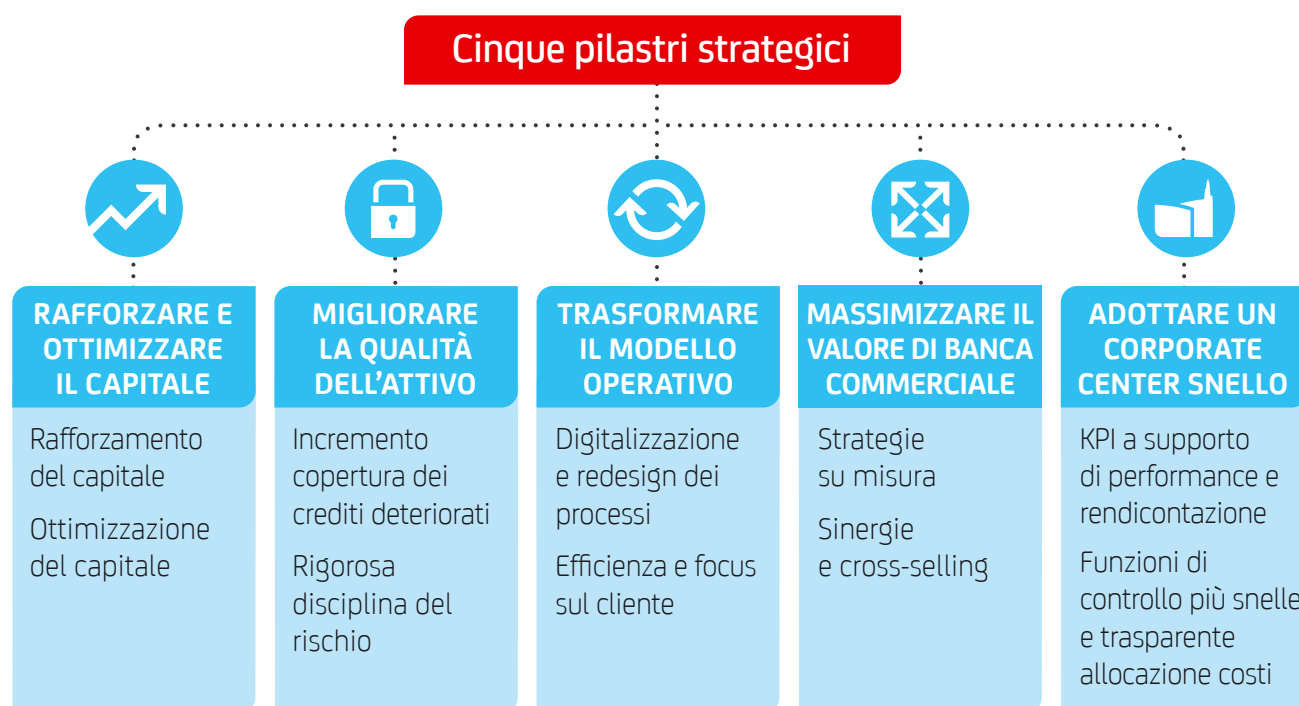 Cinque pilastri strategici
RAFFORZARE E
OTTIMIZZARE
IL CAPITALE
Rafforzamento
del capitale
Ottimizzazione
del capitale
MIGLIORARE
LA QUALITÀ
DELL’ATTIVO
Incremento
copertura dei
crediti deteriorati
Rigorosa
disciplina del
rischio
TRASFORMARE
IL MODELLO
OPERATIVO
Digitalizzazione
e redesign dei
processi
Efficienza e focus
sul cliente
MASSIMIZZARE IL
VALORE DI BANCA
COMMERCIALE
Strategie
su misura
Sinergie
e cross-selling
ADOTTARE UN
CORPORATE
CENTER SNELLO
KPI a supporto
di performance e
rendicontazione
Funzioni di
controllo più snelle
e trasparente
allocazione costi